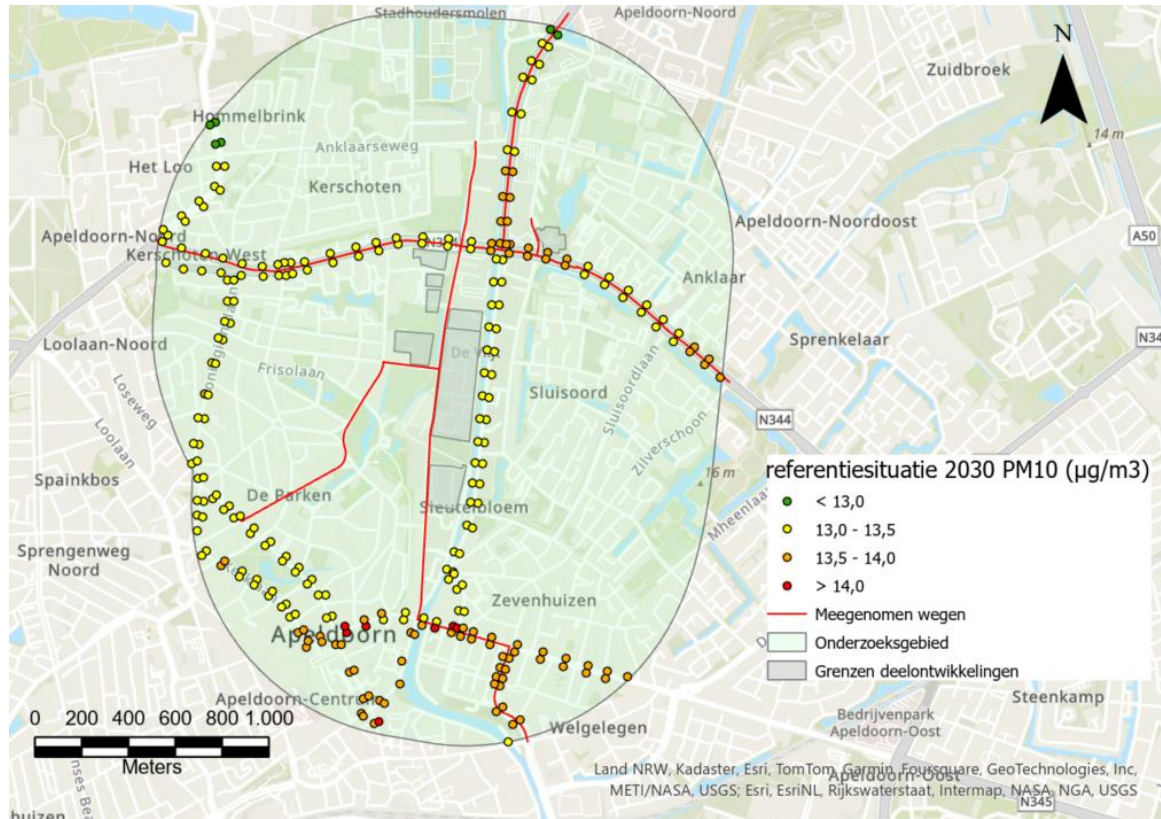 Stadhoudersmolen
Apeldoorn-Noord
N
Zuidbroek
Hommelbrink
14 m
Anklaarseweg
Het Loo
Kerschoten
Apeldoorn-Noordoost
Apeldoorn-Noord
A50
Kerschoten-West
Anklaar
Loolaan-Noord
Sprenkelaar
Frisolaan
Loseweg
Sluisoord
Sluisoordlaan
Loolaan
N344
Zilverschoon
16 m
referentiesituatie 2030 PM10 (µg/m3)
Spainkbos
De Parken
Sleutelbloem
< 13,0
13,0 - 13,5
Sprengenweg
Noord
13,5 - 14,0
> 14,0
Zevenhuizen
Meegenomen wegen
Apeldoorn
Onderzoeksgebied
Grenzen deelontwikkelingen
Apeldoorn-Centrum
Steenkamp
0 200 400 600 800 1.000
Welgelegen
Bedrijvenpark
Apeldoorn-Oost
Meters
Land NRW, Kadaster, Esri, TomTom, Garmin, Foursquare, GeoTechnologies, Inc,
Apeldoorn-Oost
METI/NASA, USGS; Esri, EsriNL, Rijkswaterstaat, Intermap, NASA, NGA, USGS
N345
huizen